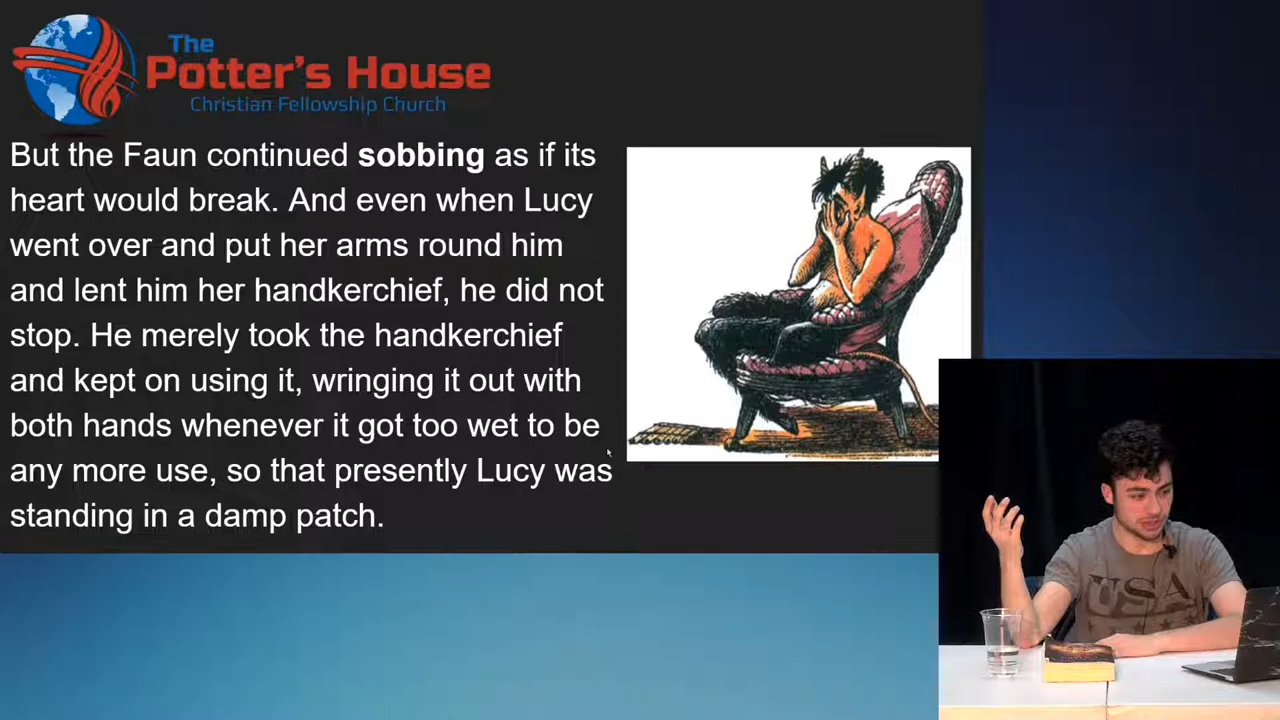 The
Potter's House
Christian Fellowship Church
But the Faun continued sobbing as if its
heart would break. And even when Lucy
went over and put her arms round him
and lent him her handkerchief, he did not
stop. He merely took the handkerchief
and kept on using it, wringing it out with
both hands whenever it got too wet to be
any more use, so that presently Lucy was
standing in a damp patch.
USA